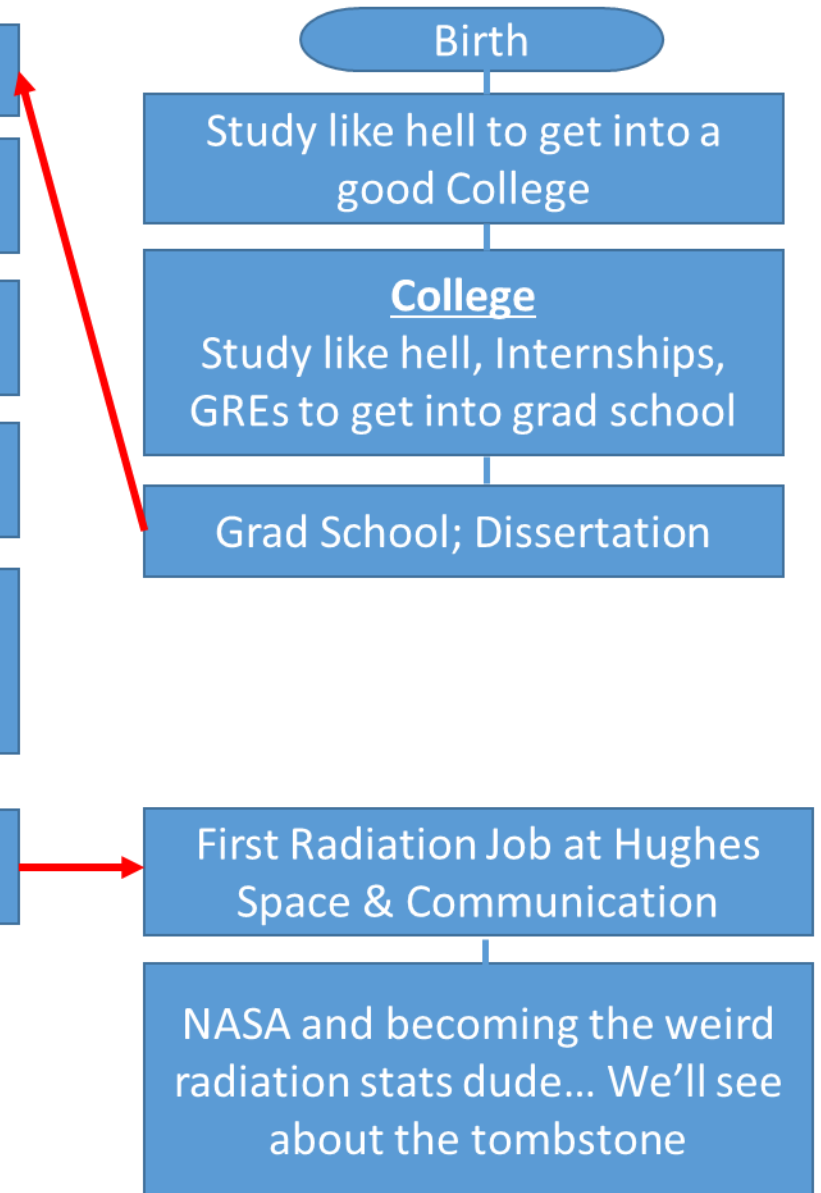 Birth
Study like hell to get into a
good College
College
Study like hell, Internships,
GREs to get into grad school
Grad School; Dissertation
First Radiation Job at Hughes
Space & Communication
NASA and becoming the weird
radiation stats dude... We’ll see
about the tombstone